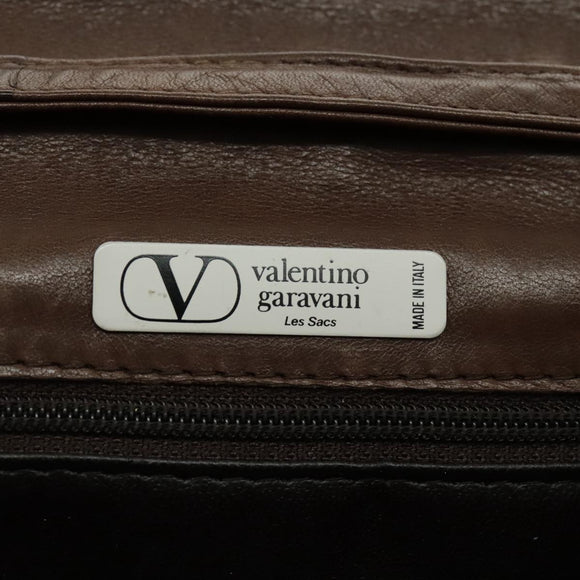 V
valentino
garavani
Les Sacs
MADE IN ITALY